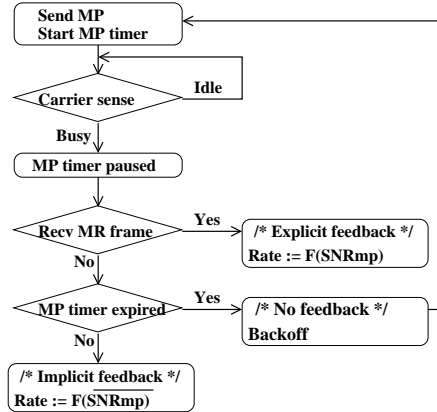 Send MP
Start MP timer
Idle
Carrier sense
Busy
MP timer paused
Yes
Recv MR frame
/* Explicit feedback */
Rate := F(SNRmp)
No
Yes
MP timer expired
/* No feedback */
Backoff
No
/* Implicit feedback */
Rate := F(SNRmp)